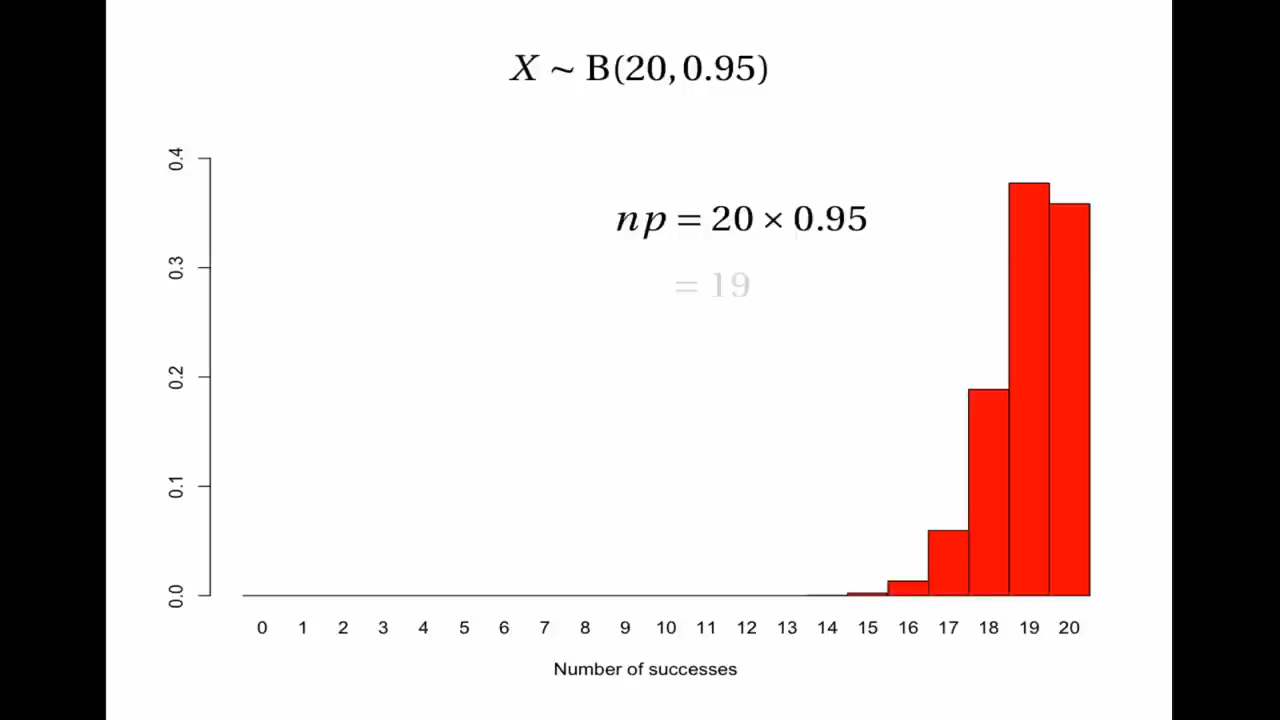 X ~ B(20, 0.95)
np = 20 × 0.95
= 19
0.4
0.3
0.2
0.1
0.0
0 1 2 3 4 5 6 7 8 9 10 11 12 13 14 15 16 17 18 19 20
Number of successes